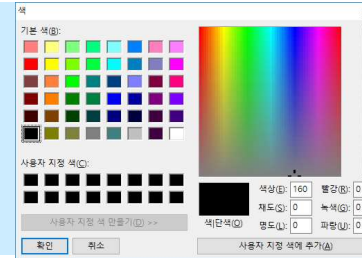 색
기본 색(B):
사용자 지정 색(C):
사용자 지정 색 만들기(D) >>
확인 취소
색상(E): 160 빨강(R): 0
채도(S): 0 녹색(G): 0
색|단색(O) 명도(L): 0 파랑(U): 0
사용자 지정 색에 추가(A)